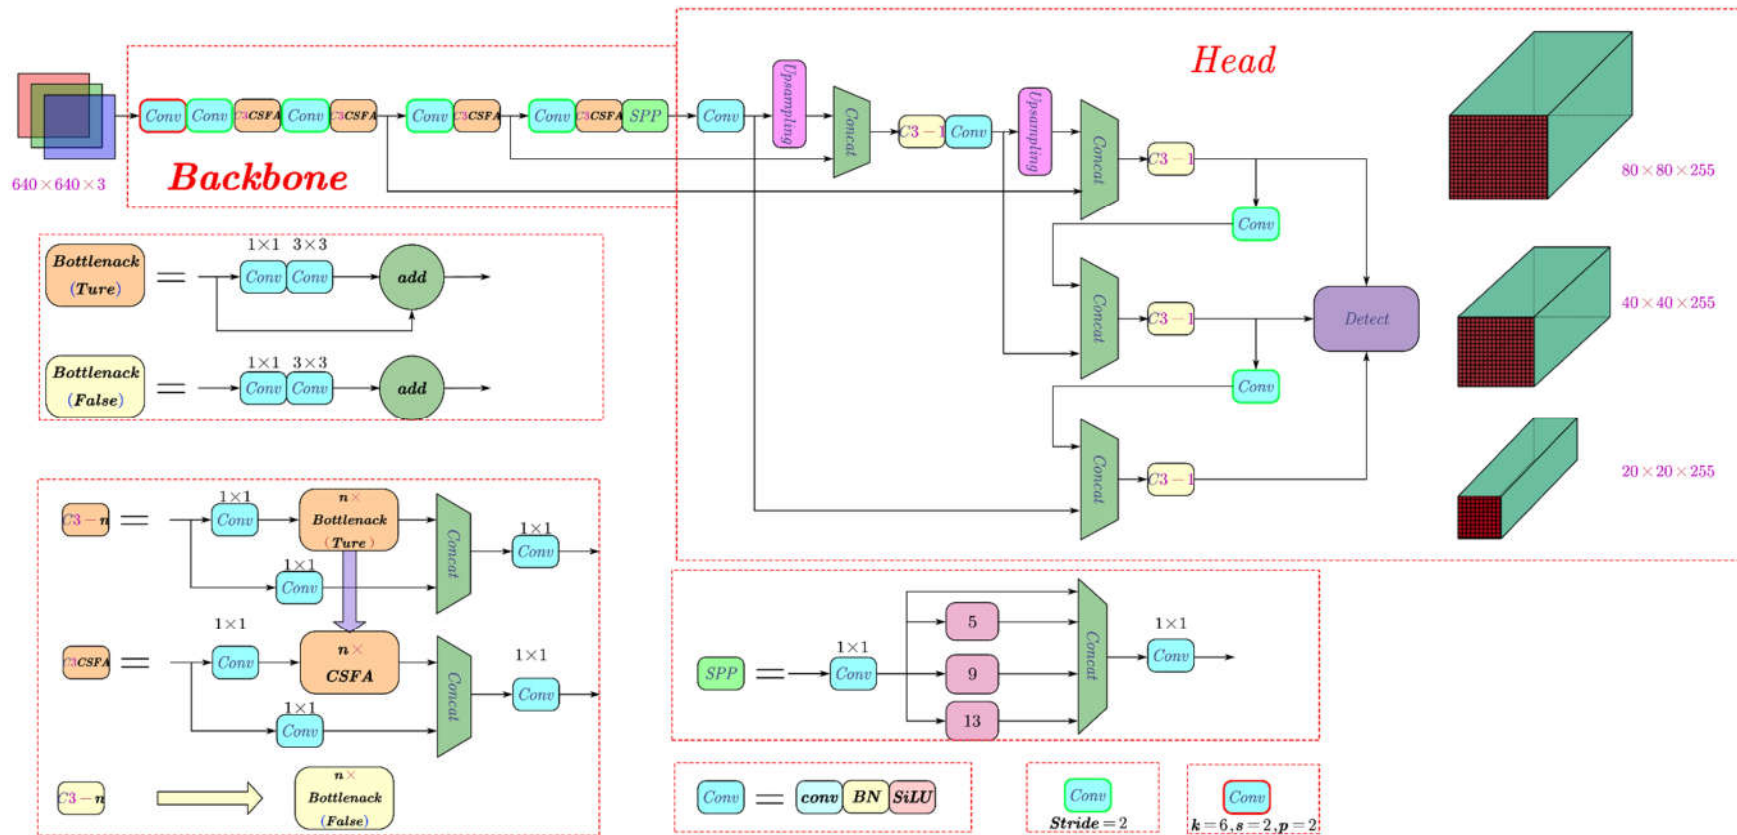 Head
Conv
Conv
C3CSFA
Conv
C3CSFA
Conv
C3CSFA
Conv
C3CSFA
SPP
Conv
Upsampling
Concat
C3-1
Conv
Upsampling
Concat
C3-1
640×640×3
Backbone
80×80×255
Conv
Concat
C3-1
Detect
40×40×255
Conv
Concat
C3-1
20×20×255
Bottlenack
(Ture)
=
1×1 3×3
Conv Conv
add
Bottlenack
(False)
=
1×1 3×3
Conv Conv
add
C3-n
=
1×1
Conv
n×
Bottlenack
(Ture)
1×1
Conv
Concat
1×1
Conv
C3CSFA
=
1×1
Conv
n×
CSFA
1×1
Conv
Concat
1×1
Conv
C3-n
n×
Bottlenack
(False)
SPP
=
1×1
Conv
5
9
13
Concat
1×1
Conv
Conv = conv BN SiLU
Conv
Stride=2
Conv
k=6,s=2,p=2